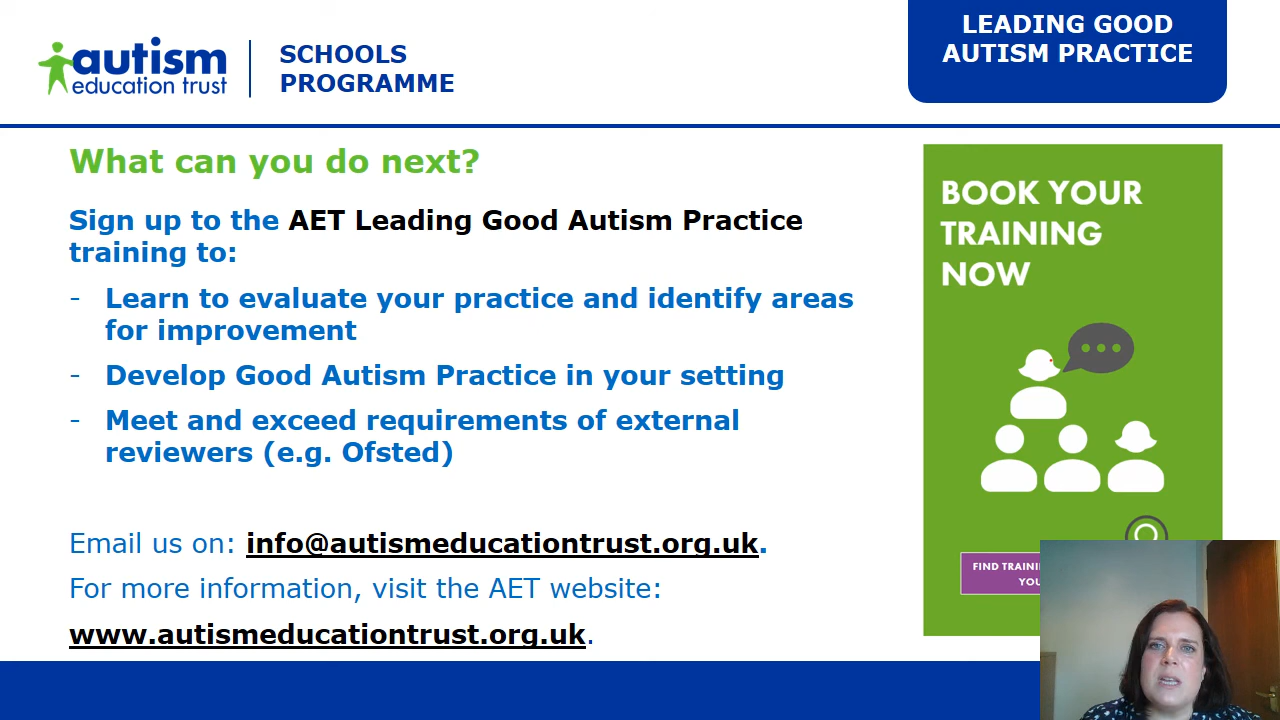 autism
education trust
SCHOOLS
PROGRAMME
LEADING GOOD
AUTISM PRACTICE
What can you do next?
Sign up to the AET Leading Good Autism Practice
training to:
- Learn to evaluate your practice and identify areas
for improvement
- Develop Good Autism Practice in your setting
- Meet and exceed requirements of external
reviewers (e.g. Ofsted)
Email us on: info@autismeducationtrust.org.uk.
For more information, visit the AET website:
www.autismeducationtrust.org.uk.
BOOK YOUR
TRAINING
NOW
FIND